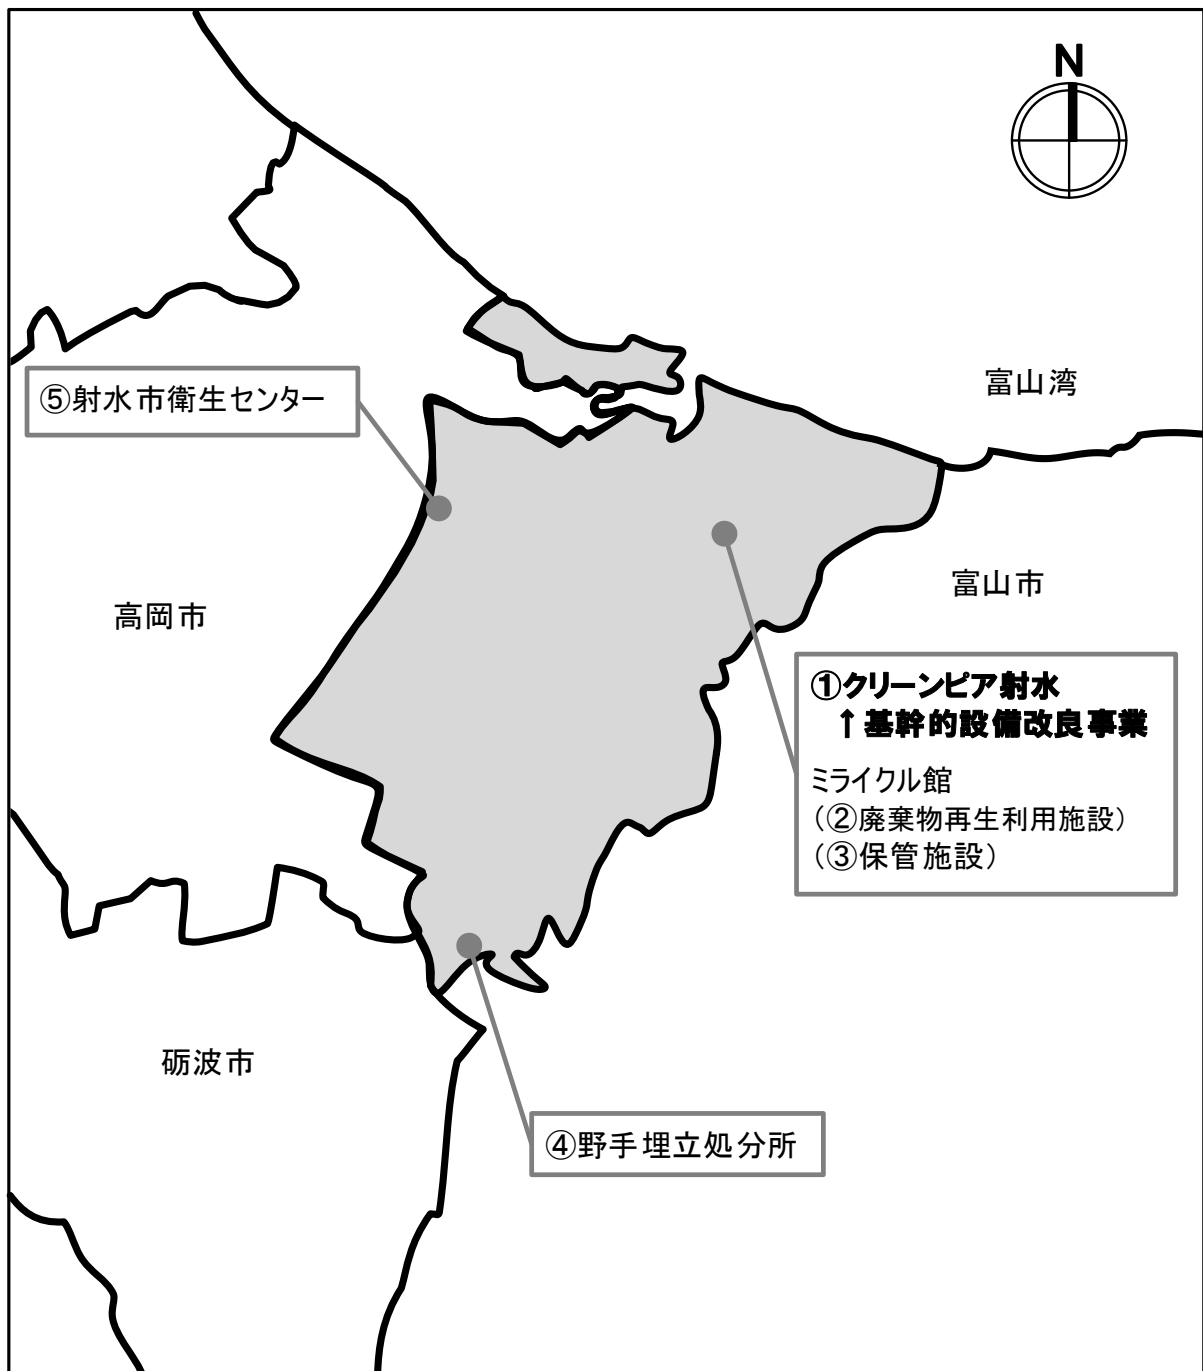 N
富山湾
⑤射水市衛生センター
富山市
高岡市
①クリーンピア射水
↑基幹的設備改良事業
ミライクル館
（②廃棄物再生利用施設）
（③保管施設）
砺波市
④野手埋立処分所